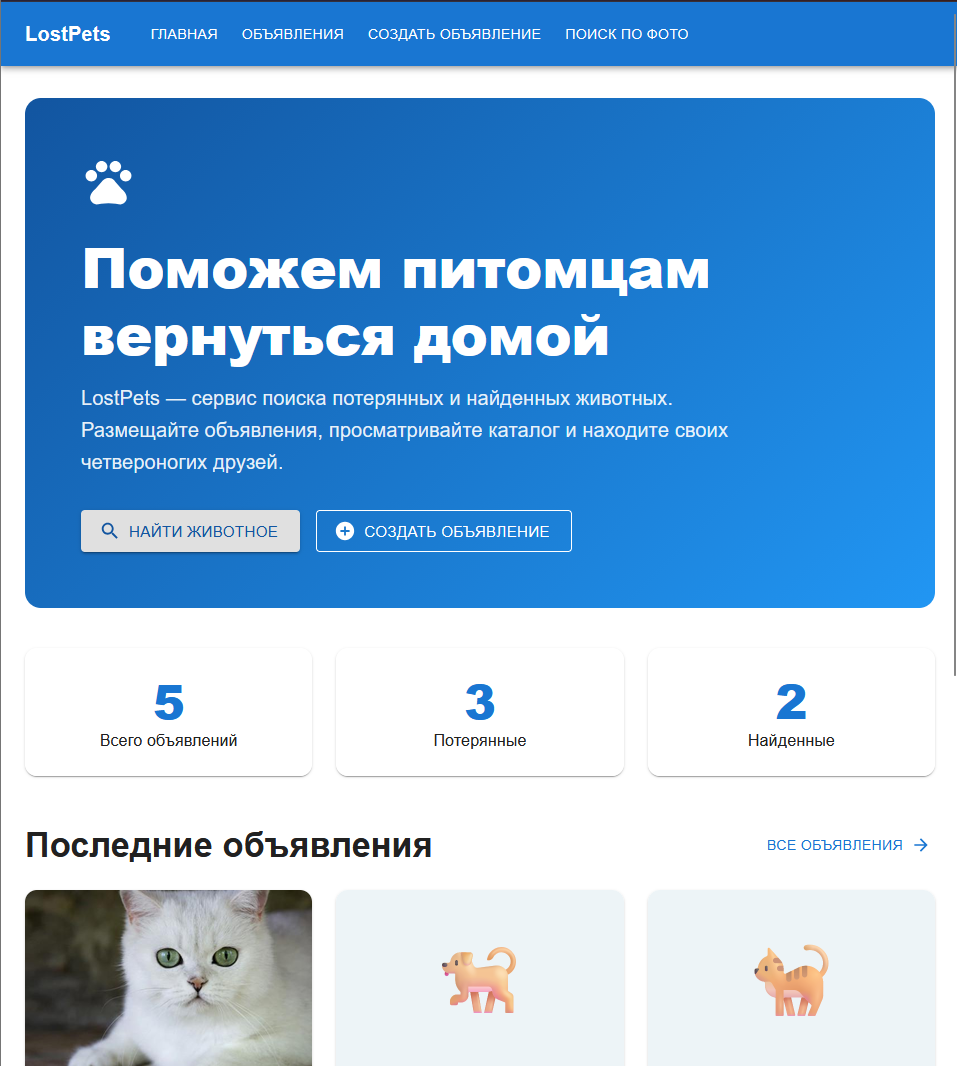 LostPets ГЛАВНАЯ ОБЪЯВЛЕНИЯ СОЗДАТЬ ОБЪЯВЛЕНИЕ ПОИСК ПО ФОТО
Поможем питомцам
вернуться домой
LostPets — сервис поиска потерянных и найденных животных.
Размещайте объявления, просматривайте каталог и находите своих
четвероногих друзей.
НАЙТИ ЖИВОТНОЕ СОЗДАТЬ ОБЪЯВЛЕНИЕ
5 3 2
Всего объявлений Потерянные Найденные
Последние объявления ВСЕ ОБЪЯВЛЕНИЯ